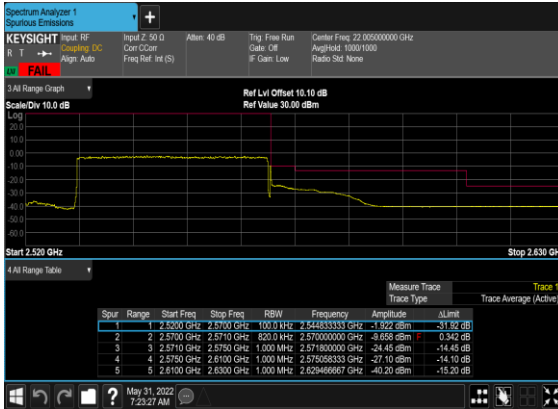 Spectrum Analyzer 1
Spurious Emissions
+
KEYSIGHT Input: RF Input Z: 50 Ω Atten: 40 dB Trig: Free Run Center Freq: 22.005000000 GHz
R T Coupling: DC Corr CCorr Gate: Off Avg|Hold: 1000/1000
Align: Auto Freq Ref: Int (S) IF Gain: Low Radio Std: None
FAIL
3 All Range Graph
Ref Lvl Offset 10.10 dB
Scale/Div 10.0 dB Ref Value 30.00 dBm
Log
20.0
10.0
0.00
-10.0
-20.0
-30.0
-40.0
-50.0
-60.0
Start 2.520 GHz Stop 2.630 GH
4 All Range Table
Measure Trace Trace 1
Trace Type Trace Average (Active)
Spur Range Start Freq Stop Freq RBW Frequency Amplitude ΔLimit
1 1 2.5200 GHz 2.5700 GHz 100.0 kHz 2.544833333 GHz -1.922 dBm -31.92 dB
2 2 2.5700 GHz 2.5710 GHz 820.0 kHz 2.570000000 GHz -9.658 dBm F 0.342 dB
3 3 2.5710 GHz 2.5750 GHz 1.000 MHz 2.571800000 GHz -24.45 dBm -14.45 dB
4 4 2.5750 GHz 2.6100 GHz 1.000 MHz 2.575058333 GHz -27.10 dBm -14.10 dB
5 5 2.6100 GHz 2.6300 GHz 1.000 MHz 2.629466667 GHz -40.20 dBm -15.20 dB
? May 31, 2022
7:23:27 AM